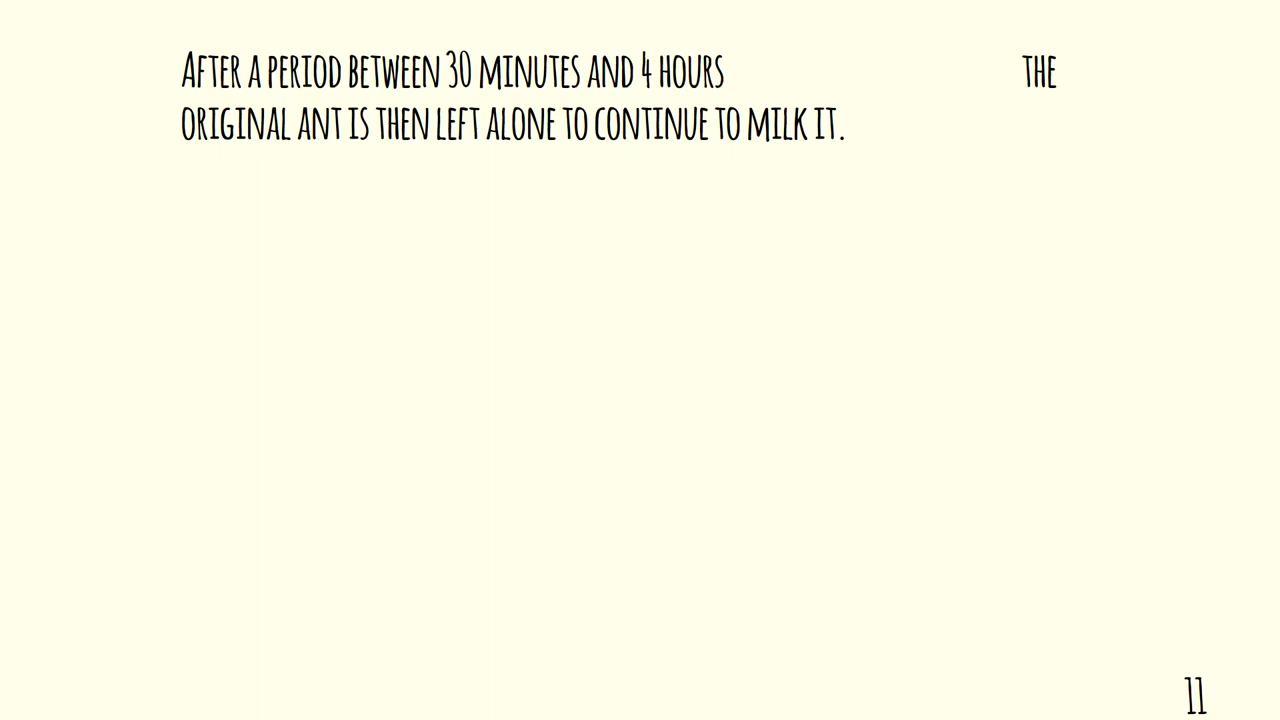 After a period between 30 minutes and 4 hours the
original ant is then left alone to continue to milk it.
11